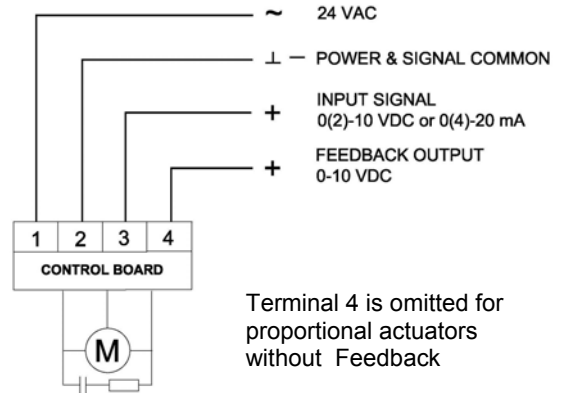 ~ 24 VAC
⊥ — POWER & SIGNAL COMMON
INPUT SIGNAL
+ 0(2)-10 VDC or 0(4)-20 mA
FEEDBACK OUTPUT
+ 0-10 VDC
1 2 3 4
CONTROL BOARD
M
Terminal 4 is omitted for
proportional actuators
without Feedback